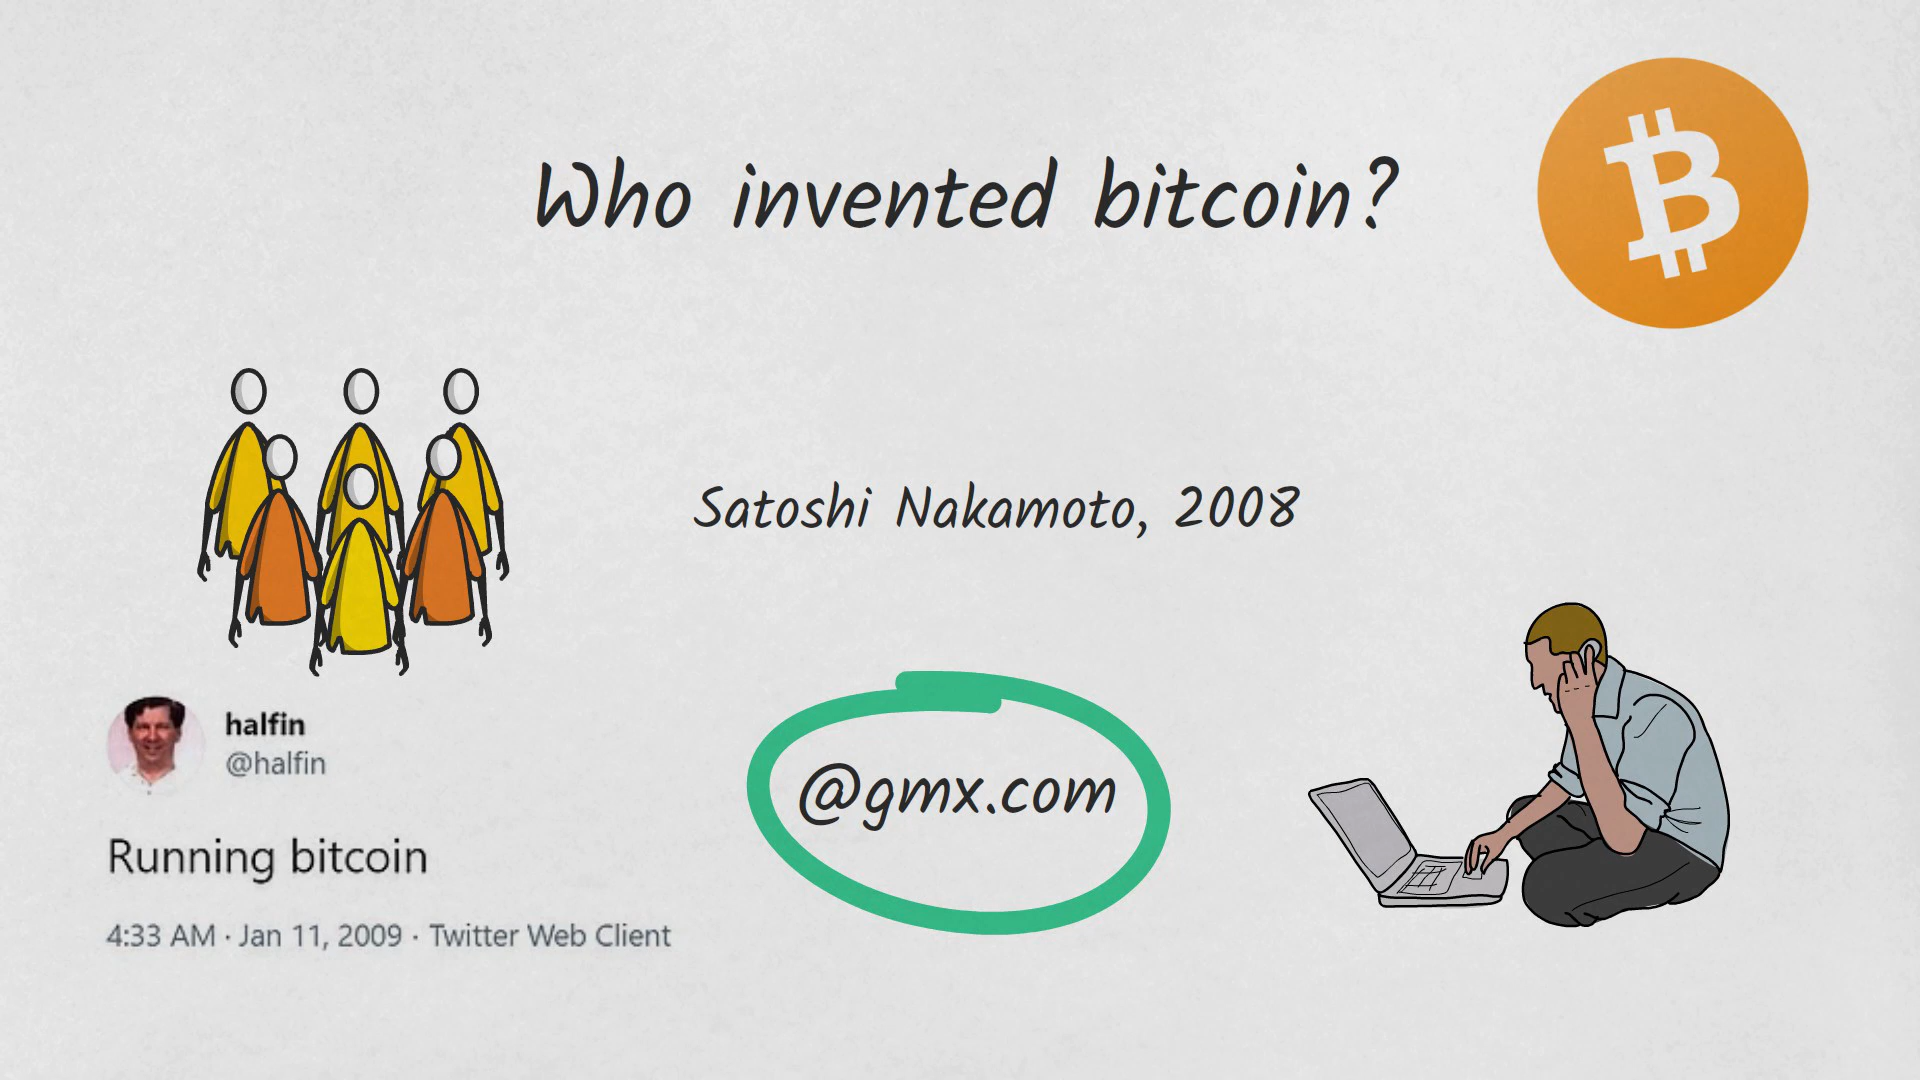 Who invented bitcoin?
Satoshi Nakamoto, 2008
halfin
@halfin
Running bitcoin
4:33 AM · Jan 11, 2009 · Twitter Web Client
@gmx.com